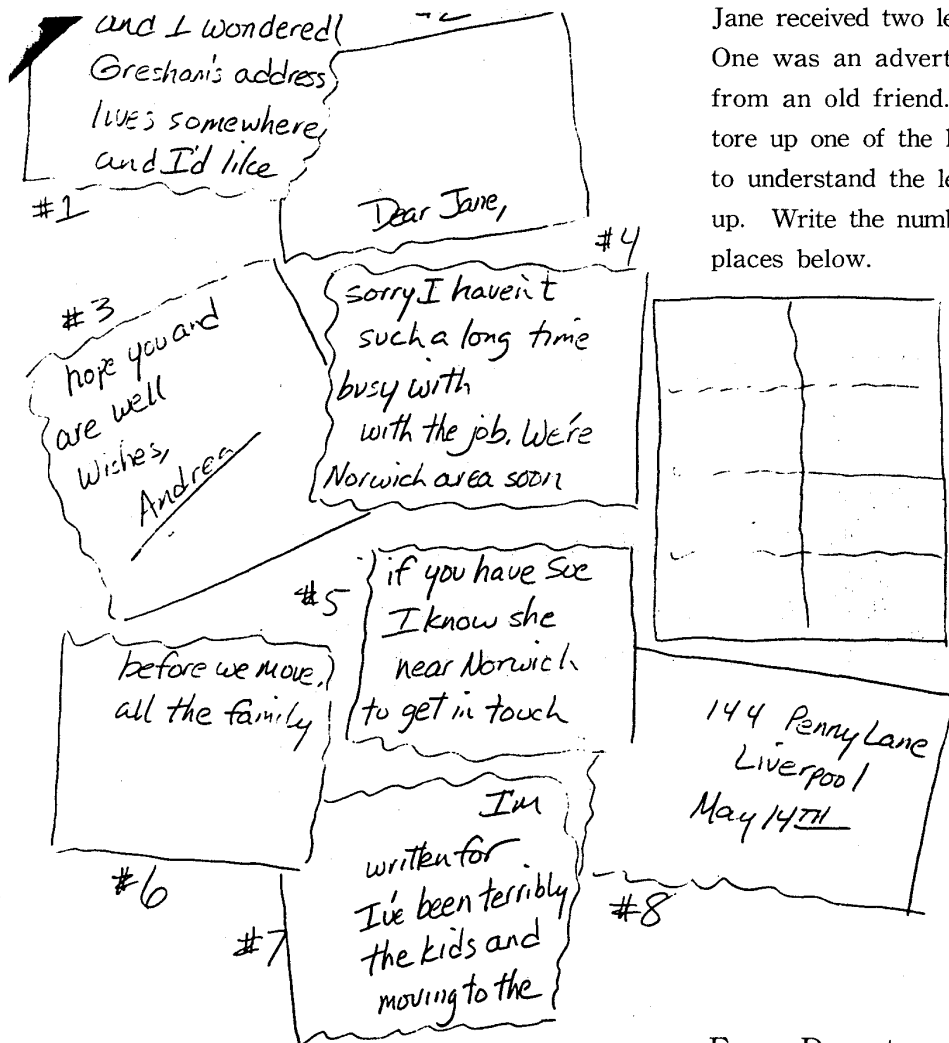 and I wondered
Gresham's address
lives somewhere
and I'd like
#1
Dear Jane,
Jane received two
One was an advert
from an old friend.
tore up one of the
to understand the
up. Write the
places below.
#4
sorry I haven't
such a long time
busy with
with the job. We're
Norwich area soon
#3
hope you and
are well
Wishes,
Andrea
#5
if you have Sue
I know she
near Norwich
to get in touch
before we move.
all the family
#6
144 Penny Lane
Liverpool
May 14TH
#8
I'm
written for
I've been terribly
the kids and
moving to the
#7